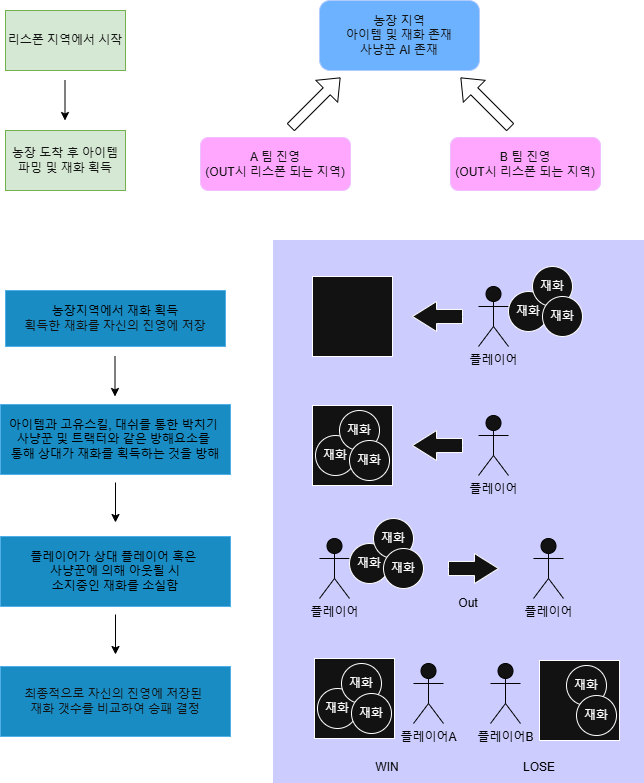 리스폰 지역에서 시작
농장 도착 후 아이템
파밍 및 재화 획득
농장 지역
아이템 및 재화 존재
사냥꾼 AI 존재
A 팀 진영
(OUT시 리스폰 되는 지역)
B 팀 진영
(OUT시 리스폰 되는 지역)
농장지역에서 재화 획득
획득한 재화를 자신의 진영에 저장
아이템과 고유스킬, 대쉬를 통한 박치기
사냥꾼 및 트랙터와 같은 방해요소를
통해 상대가 재화를 획득하는 것을 방해
플레이어가 상대 플레이어 혹은
사냥꾼에 의해 아웃될 시
소지중인 재화를 소실함
최종적으로 자신의 진영에 저장된
재화 갯수를 비교하여 승패 결정
재화
재화
재화
플레이어
재화
재화
재화
플레이어
재화
재화
재화
플레이어
Out
플레이어
재화
재화
재화
플레이어A
플레이어B
재화
재화
WIN
LOSE